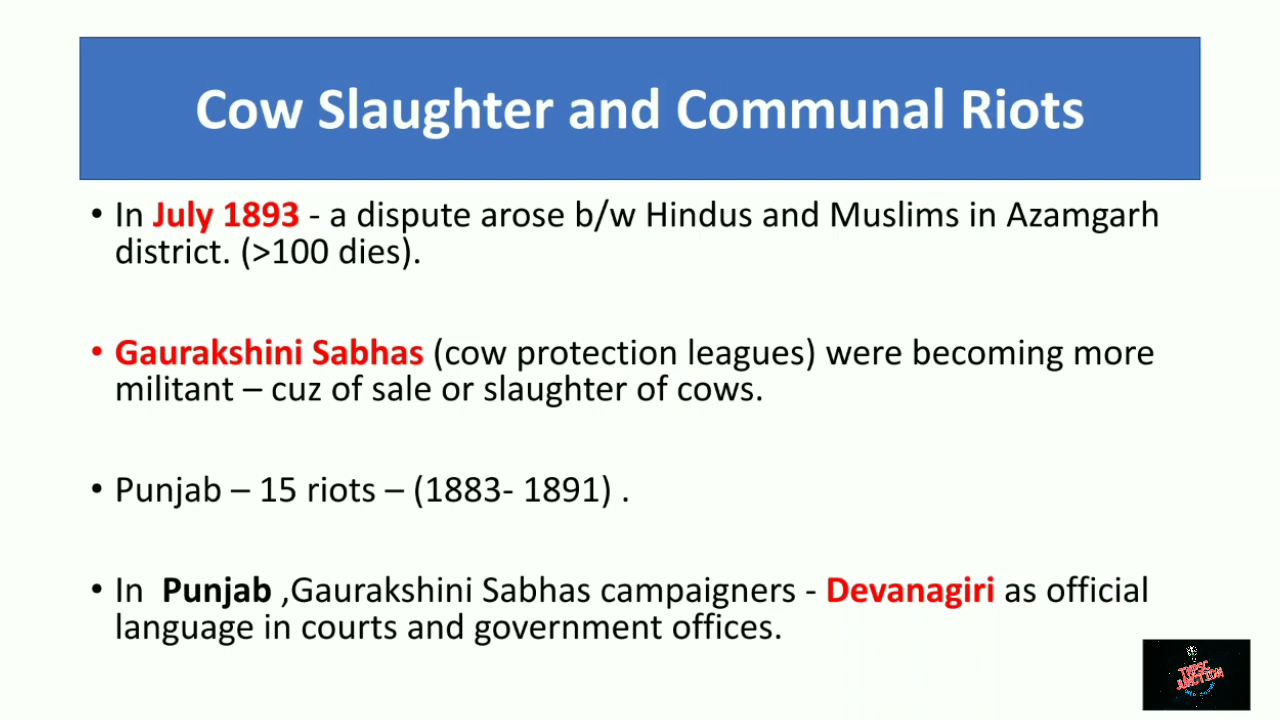 Cow Slaughter and Communal Riots
• In July 1893 - a dispute arose b/w Hindus and Muslims in Azamgarh
district. (>100 dies).
• Gaurakshini Sabhas (cow protection leagues) were becoming more
militant – cuz of sale or slaughter of cows.
• Punjab – 15 riots – (1883- 1891) .
• In Punjab ,Gaurakshini Sabhas campaigners - Devanagiri as official
language in courts and government offices.
TNPSC
JUNCTION